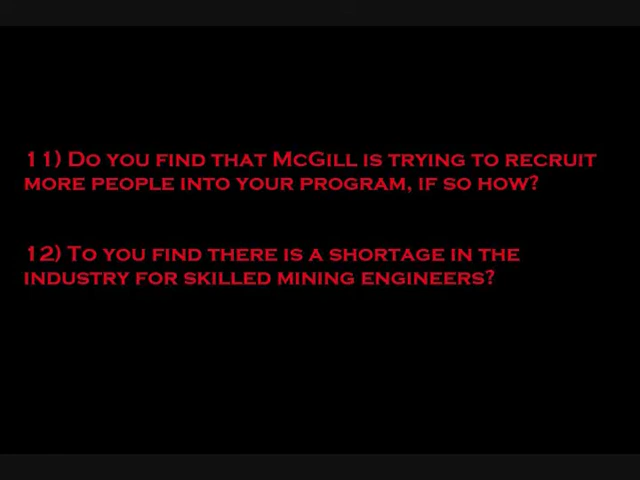 11) Do you find that McGill is trying to recruit
more people into your program, if so how?
12) To you find there is a shortage in the
industry for skilled mining engineers?